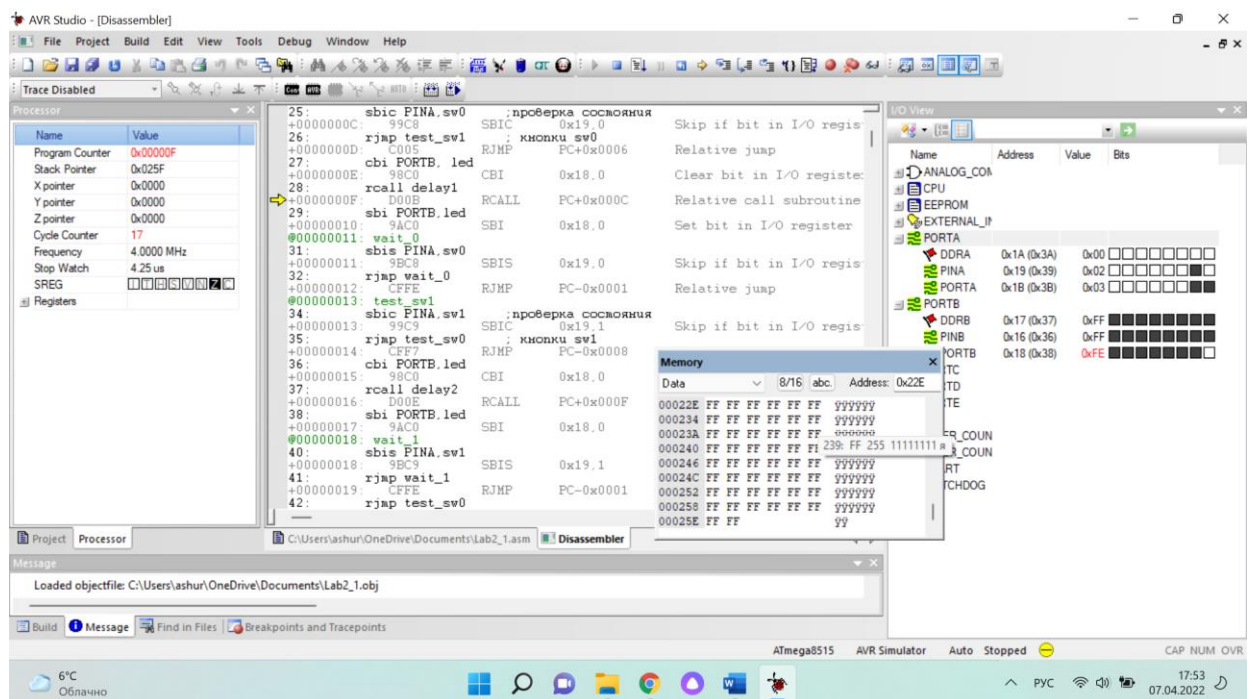 AVR Studio - [Disassembler]
File Project Build Edit View Tools Debug Window Help
Trace Disabled
Processor
Name Value
Program Counter 0x00000F
Stack Pointer 0x025F
X pointer 0x0000
Y pointer 0x0000
Z pointer 0x0000
Cycle Counter 17
Frequency 4.0000 MHz
Stop Watch 4.25 us
SREG I T H S V N Z C
Registers
Project Processor
25: sbic PINA,sw0 ;проверка состояния
+0000000C: 99C8 SBIC 0x19,0 Skip if bit in I/O regis
26: rjmp test_sw1 ; кнопки sw0
+0000000D: C005 RJMP PC+0x0006 Relative jump
27: cbi PORTB, led
+0000000E: 98C0 CBI 0x18,0 Clear bit in I/O registe
28: rcall delay1
+0000000F: D00B RCALL PC+0x000C Relative call subroutine
29: sbi PORTB,led
+00000010: 9AC0 SBI 0x18,0 Set bit in I/O register
@00000011: wait_0
31: sbis PINA,sw0
+00000011: 9BC8 SBIS 0x19,0 Skip if bit in I/O regis
32: rjmp wait_0
+00000012: CFFE RJMP PC-0x0001 Relative jump
@00000013: test_sw1
34: sbic PINA,sw1 ;проверка состояния
+00000013: 99C9 SBIC 0x19,1 Skip if bit in I/O regis
35: rjmp test_sw0 ; кнопки sw1
+00000014: CFF7 RJMP PC-0x0008
36: cbi PORTB,led
+00000015: 98C0 CBI 0x18,0
37: rcall delay2
+00000016: D00E RCALL PC+0x000F
38: sbi PORTB,led
+00000017: 9AC0 SBI 0x18,0
@00000018: wait_1
40: sbis PINA,sw1
+00000018: 9BC9 SBIS 0x19,1
41: rjmp wait_1
+00000019: CFFE RJMP PC-0x0001
42: rjmp test_sw0
C:\Users\ashur\OneDrive\Documents\Lab2_1.asm Disassembler
Memory
Data 8/16 abc. Address: 0x22E
00022E FF FF FF FF FF FF ÿÿÿÿÿÿ
000234 FF FF FF FF FF FF ÿÿÿÿÿÿ
00023A FF FF FF FF FF FF ÿÿÿÿÿÿ
000240 FF FF FF FF FF 239: FF 255 11111111 я
000246 FF FF FF FF FF FF ÿÿÿÿÿÿ
00024C FF FF FF FF FF FF ÿÿÿÿÿÿ
000252 FF FF FF FF FF FF ÿÿÿÿÿÿ
000258 FF FF FF FF FF FF ÿÿÿÿÿÿ
00025E FF FF ÿÿ
I/O View
Name Address Value Bits
ANALOG_COM
CPU
EEPROM
EXTERNAL_IN
PORTA
DDRA 0x1A (0x3A) 0x00
PINA 0x19 (0x39) 0x02
PORTA 0x1B (0x3B) 0x03
PORTB
DDRB 0x17 (0x37) 0xFF
PINB 0x16 (0x36) 0xFF
PORTB 0x18 (0x38) 0xFE
Message
Loaded objectfile: C:\Users\ashur\OneDrive\Documents\Lab2_1.obj
Build Message Find in Files Breakpoints and Tracepoints
ATmega8515 AVR Simulator Auto Stopped CAP NUM OVR
6°C
Облачно
РУС
17:53
07.04.2022